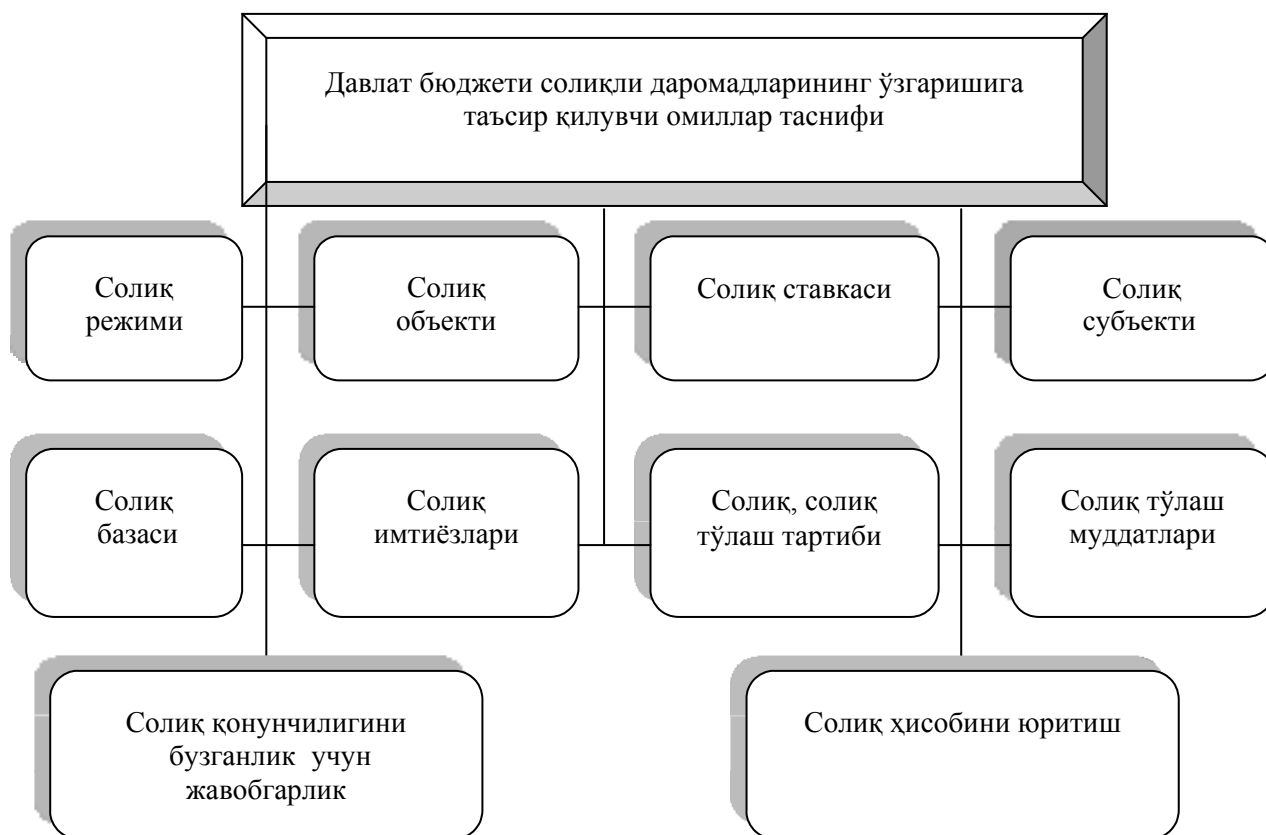 Давлат бюджети солиқли даромадларининг ўзгаришига
таъсир қилувчи омиллар таснифи
Солиқ
режими
Солиқ
объекти
Солиқ ставкаси
Солиқ
субъекти
Солиқ
базаси
Солиқ
имтиёзлари
Солиқ, солиқ
тўлаш тартиби
Солиқ тўлаш
муддатлари
Солиқ қонунчилигини
бузганлик учун
жавобгарлик
Солиқ ҳисобини юритиш